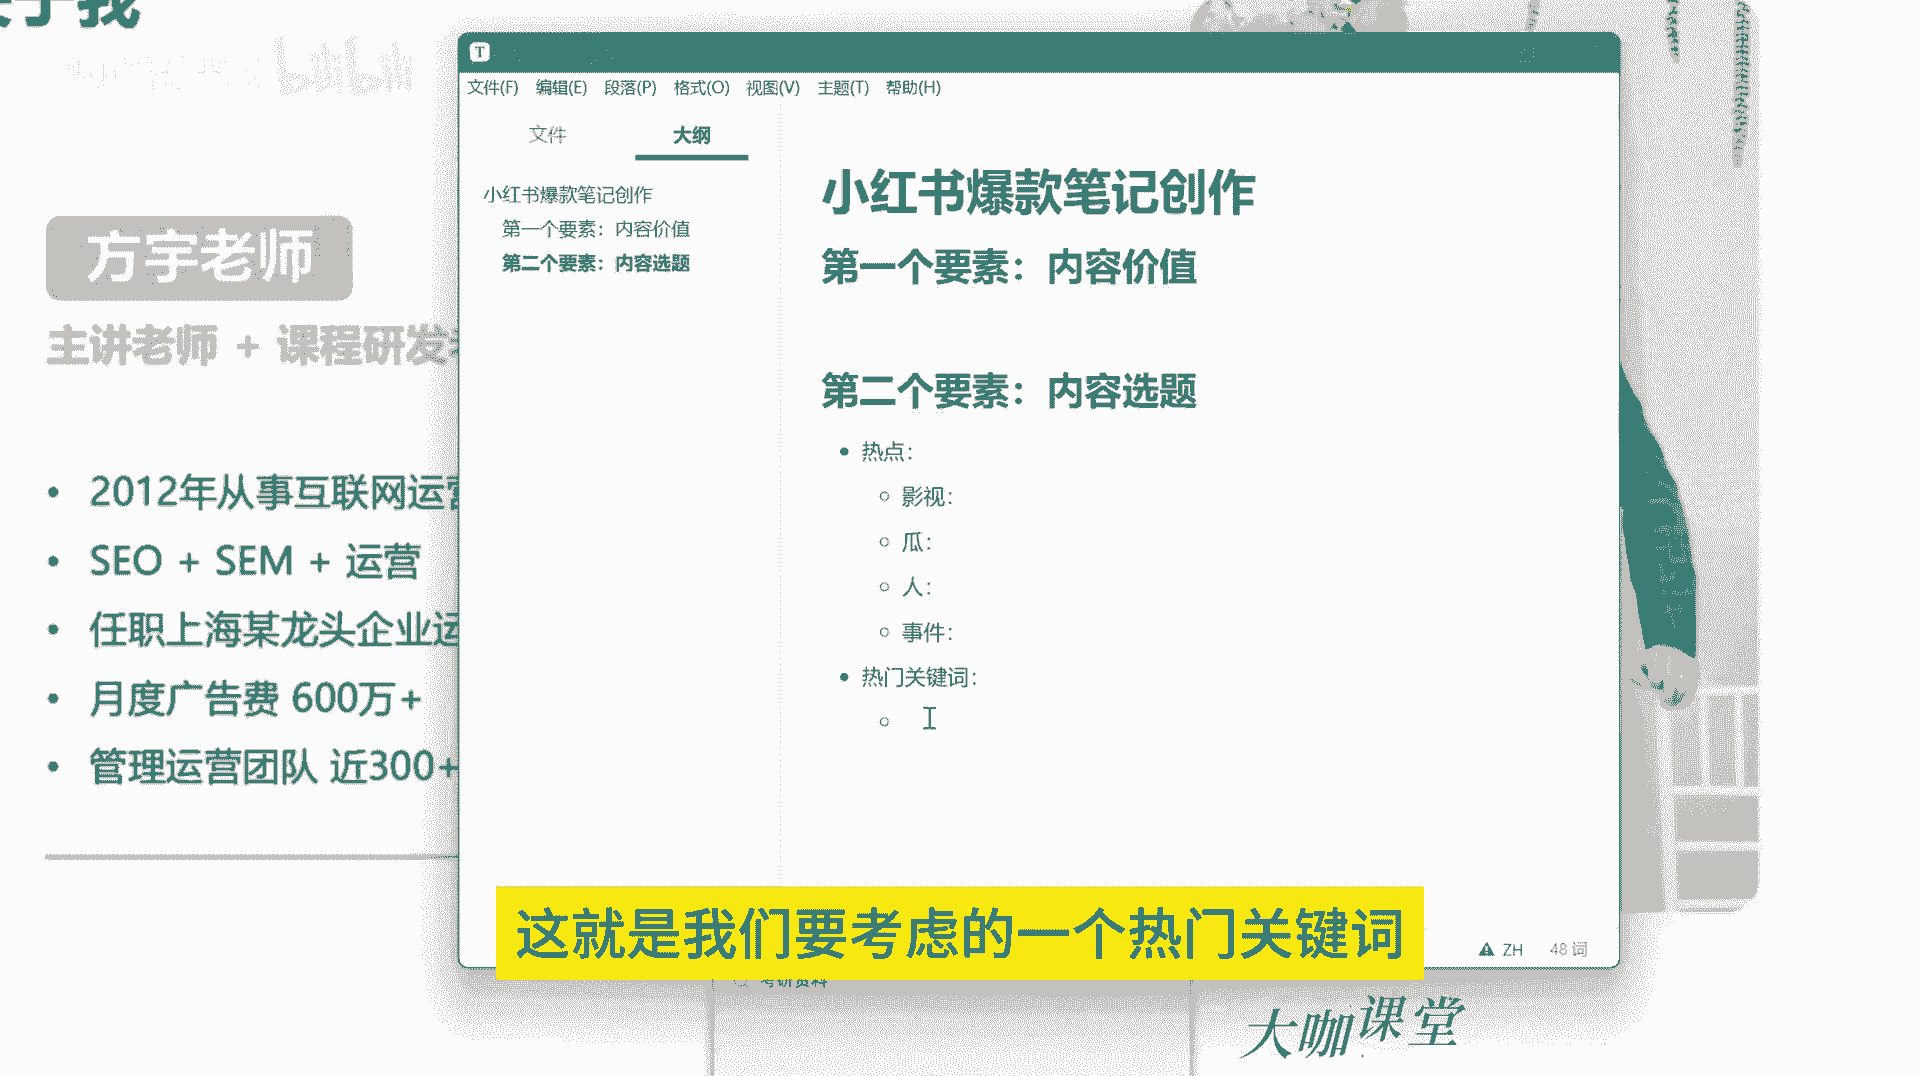 关于我
bilibili
方宇老师
主讲老师 + 课程研发
2012年从事互联网运营
SEO + SEM + 运营
任职上海某龙头企业运
月度广告费 600万+
管理运营团队 近300+
T
文件(F) 编辑(E) 段落(P) 格式(O) 视图(V) 主题(T) 帮助(H)
文件 大纲
小红书爆款笔记创作
第一个要素：内容价值
第二个要素：内容选题
小红书爆款笔记创作
第一个要素：内容价值
第二个要素：内容选题
热点：
影视：
瓜：
人：
事件：
热门关键词：
ZH 48 词
这就是我们要考虑的一个热门关键词
考研资料
大咖课堂